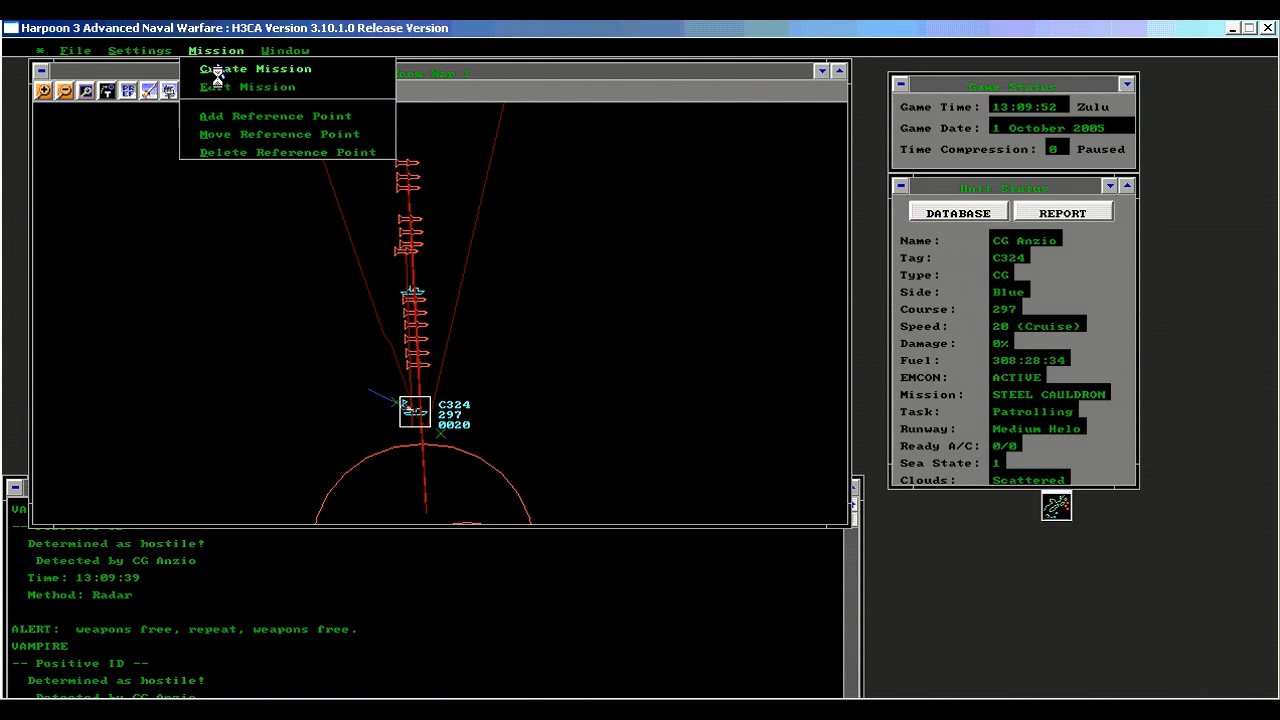 Harpoon 3 Advanced Naval Warfare : H3CA Version 3.10.1.0 Release Version
* File Settings Mission Window
Create Mission
Edit Mission
Add Reference Point
Move Reference Point
Delete Reference Point
C324
297
0020
Game Status
Game Time: 13:09:52 Zulu
Game Date: 1 October 2005
Time Compression: 0 Paused
Unit Status
DATABASE REPORT
Name: CG Anzio
Tag: C324
Type: CG
Side: Blue
Course: 297
Speed: 20 (Cruise)
Damage: 0%
Fuel: 308:28:34
EMCON: ACTIVE
Mission: STEEL CAULDRON
Task: Patrolling
Runway: Medium Helo
Ready A/C: 0/0
Sea State: 1
Clouds: Scattered
Determined as hostile!
Detected by CG Anzio
Time: 13:09:39
Method: Radar
ALERT: weapons free, repeat, weapons free.
VAMPIRE
-- Positive ID --
Determined as hostile!
Detected by CG Anzio